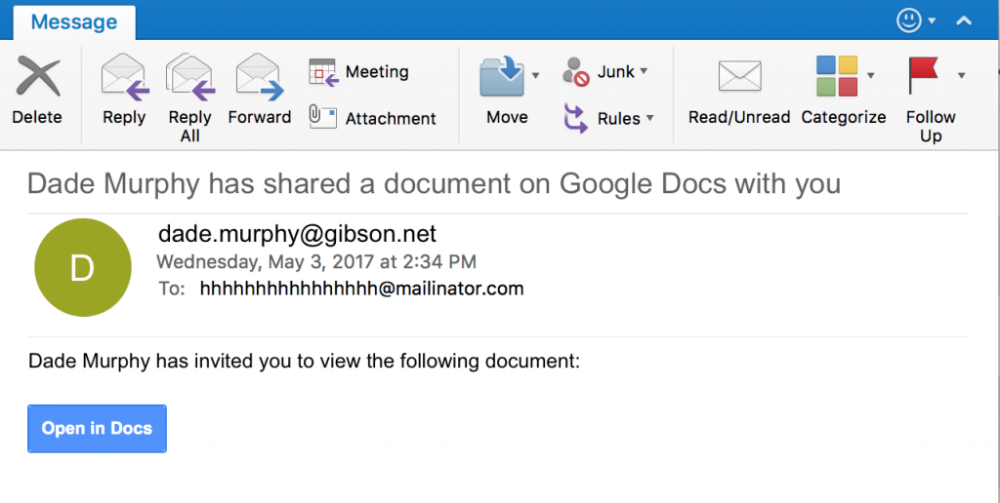 Message
Delete
Reply
Reply All
Forward
Meeting
Attachment
Move
Junk
Rules
Read/Unread
Categorize
Follow Up
Dade Murphy has shared a document on Google Docs with you
D
dade.murphy@gibson.net
Wednesday, May 3, 2017 at 2:34 PM
To: hhhhhhhhhhhhhhhh@mailinator.com
Dade Murphy has invited you to view the following document:
Open in Docs